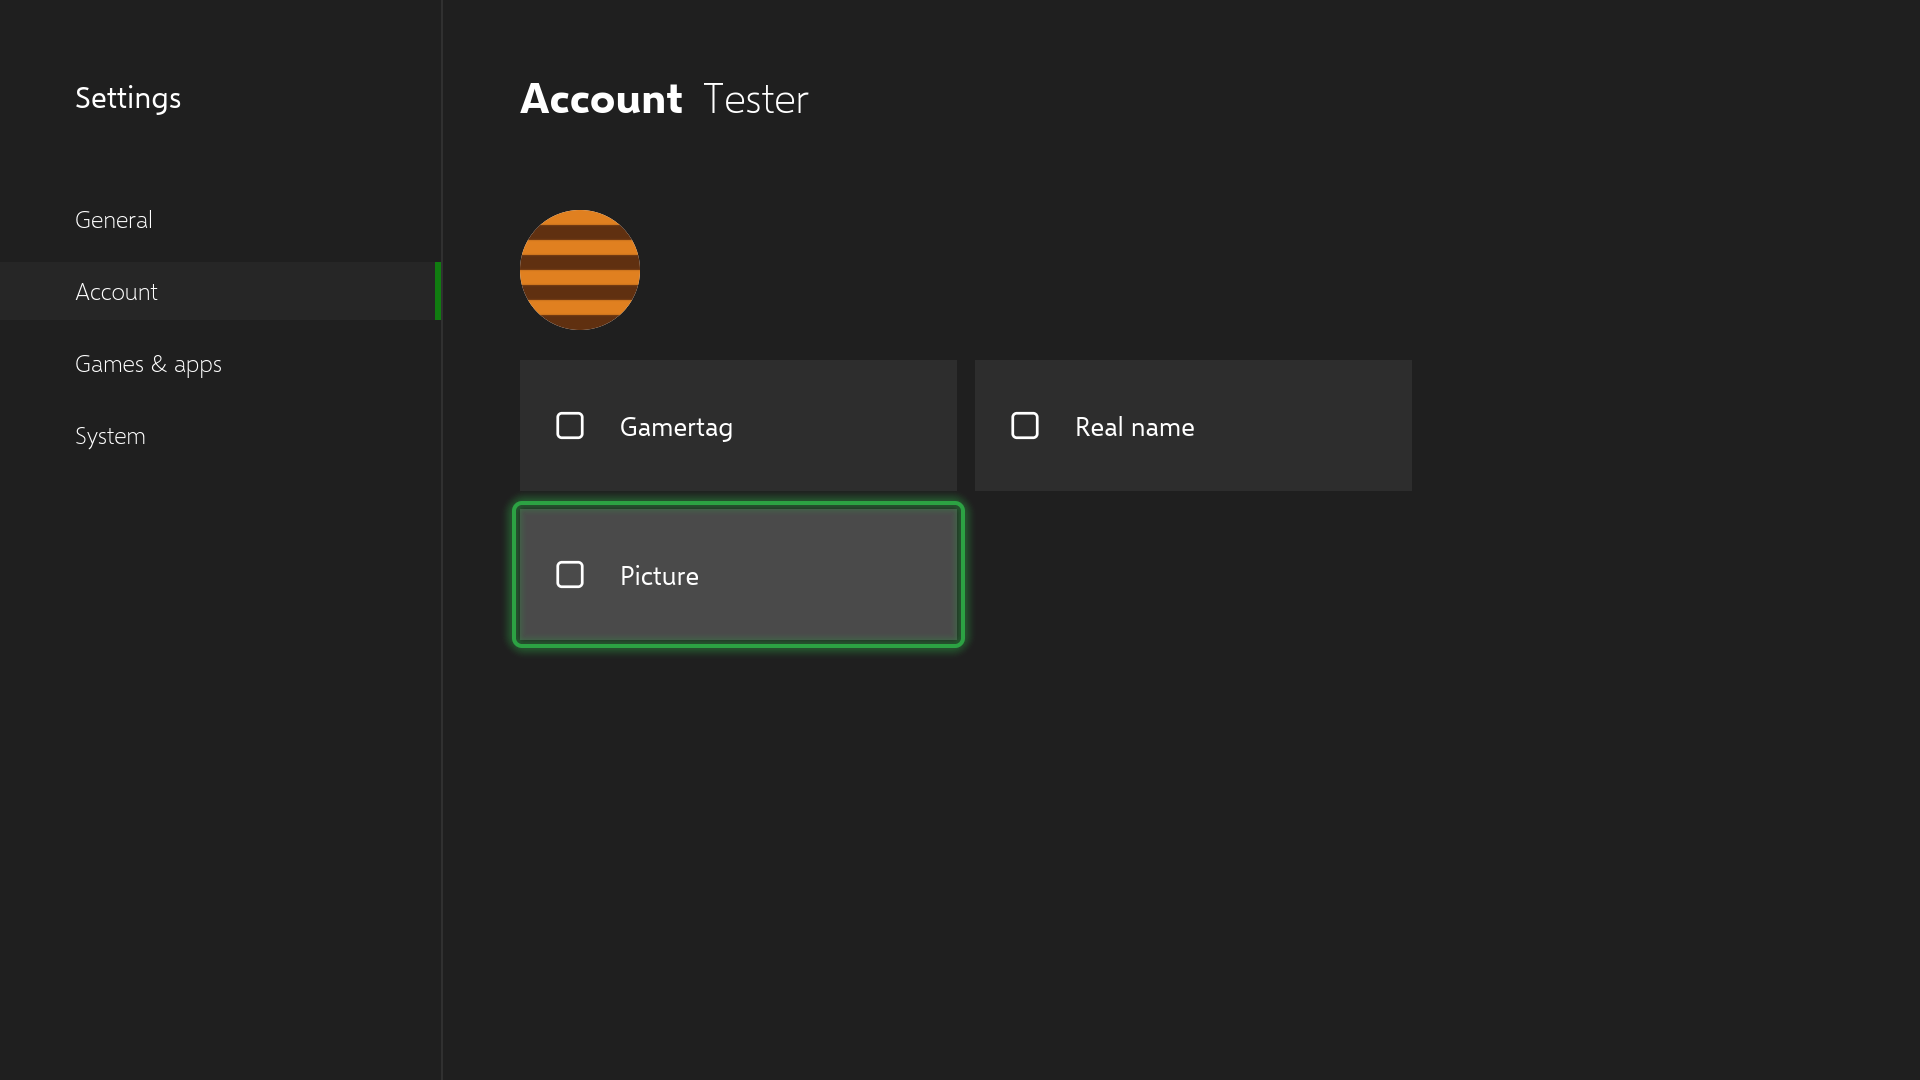 Settings
General
Account
Games & apps
System
Account Tester
Gamertag
Real name
Picture